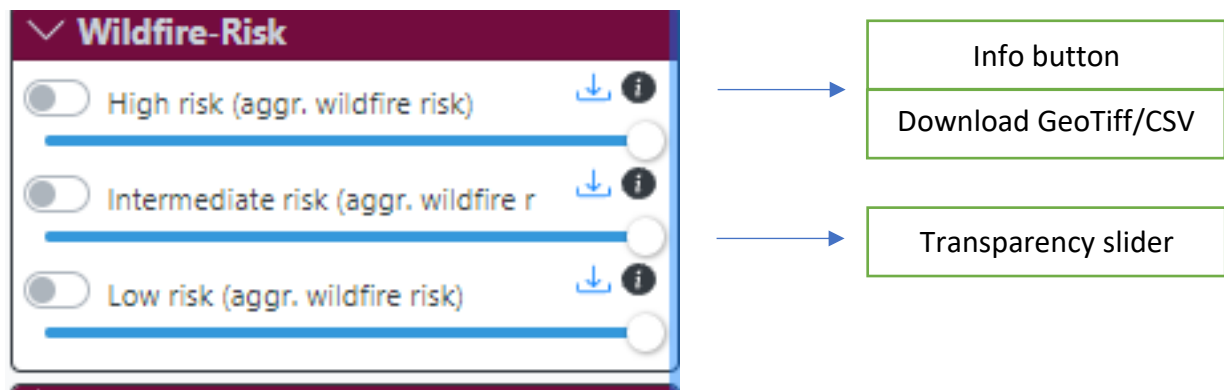 Wildfire-Risk
High risk (aggr. wildfire risk)
Intermediate risk (aggr. wildfire r
Low risk (aggr. wildfire risk)
Info button
Download GeoTiff/CSV
Transparency slider